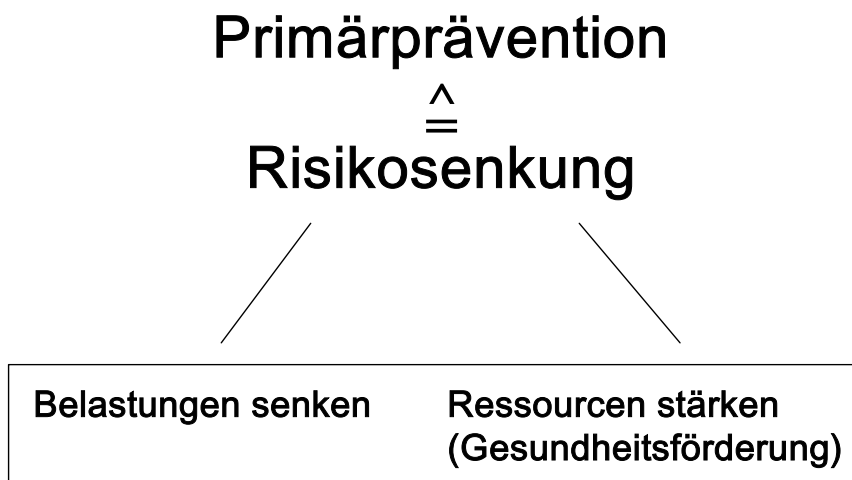 Primärprävention
≙
Risikosenkung
Belastungen senken
Ressourcen stärken
(Gesundheitsförderung)